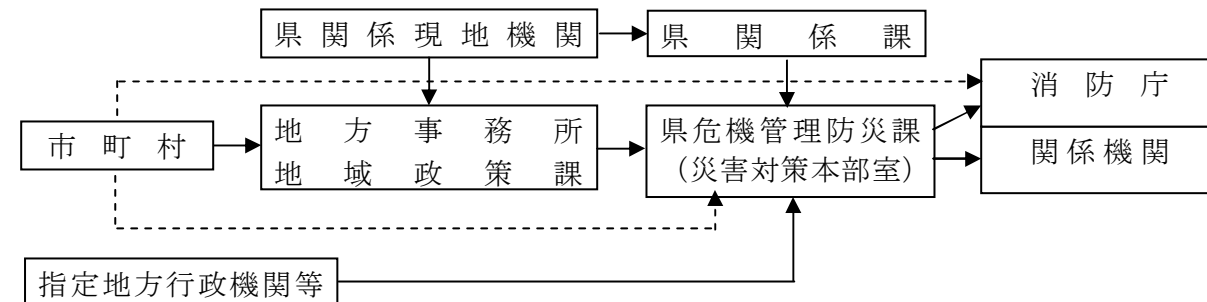 県関係現地機関
県関係課
消防庁
市町村
地方事務所
地域政策課
県危機管理防災課
（災害対策本部室）
関係機関
指定地方行政機関等